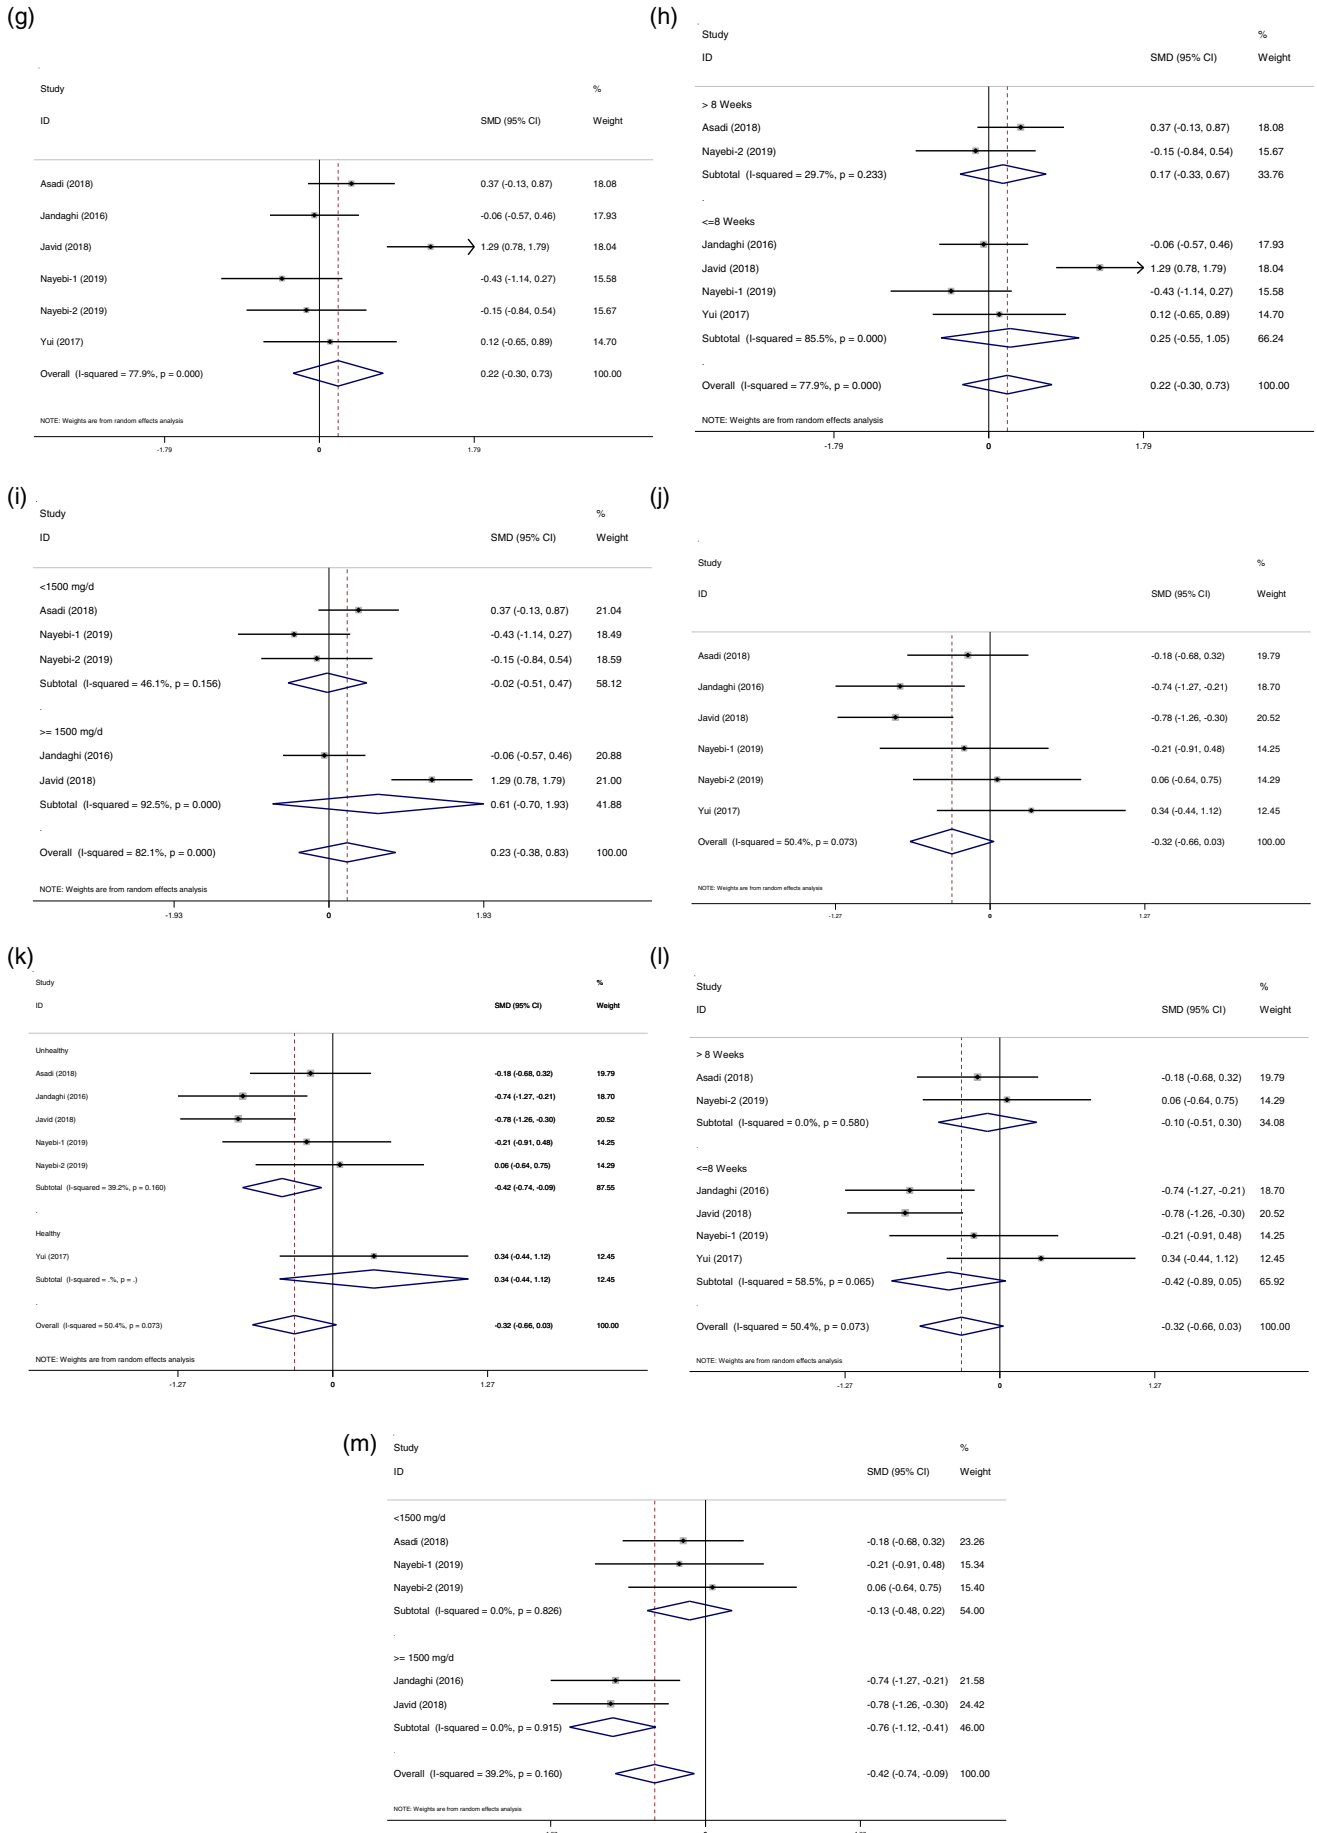 (g)
Study %
ID SMD (95% CI) Weight
Asadi (2018) 0.37 (-0.13, 0.87) 18.08
Jandaghi (2016) -0.06 (-0.57, 0.46) 17.93
Javid (2018) 1.29 (0.78, 1.79) 18.04
Nayebi-1 (2019) -0.43 (-1.14, 0.27) 15.58
Nayebi-2 (2019) -0.15 (-0.84, 0.54) 15.67
Yui (2017) 0.12 (-0.65, 0.89) 14.70
Overall (I-squared = 77.9%, p = 0.000) 0.22 (-0.30, 0.73) 100.00
NOTE: Weights are from random effects analysis
-1.79 0 1.79
(h)
Study %
ID SMD (95% CI) Weight
> 8 Weeks
Asadi (2018) 0.37 (-0.13, 0.87) 18.08
Nayebi-2 (2019) -0.15 (-0.84, 0.54) 15.67
Subtotal (I-squared = 29.7%, p = 0.233) 0.17 (-0.33, 0.67) 33.76
.
<=8 Weeks
Jandaghi (2016) -0.06 (-0.57, 0.46) 17.93
Javid (2018) 1.29 (0.78, 1.79) 18.04
Nayebi-1 (2019) -0.43 (-1.14, 0.27) 15.58
Yui (2017) 0.12 (-0.65, 0.89) 14.70
Subtotal (I-squared = 85.5%, p = 0.000) 0.25 (-0.55, 1.05) 66.24
.
Overall (I-squared = 77.9%, p = 0.000) 0.22 (-0.30, 0.73) 100.00
NOTE: Weights are from random effects analysis
-1.79 0 1.79
(i)
Study %
ID SMD (95% CI) Weight
<1500 mg/d
Asadi (2018) 0.37 (-0.13, 0.87) 21.04
Nayebi-1 (2019) -0.43 (-1.14, 0.27) 18.49
Nayebi-2 (2019) -0.15 (-0.84, 0.54) 18.59
Subtotal (I-squared = 46.1%, p = 0.156) -0.02 (-0.51, 0.47) 58.12
.
>= 1500 mg/d
Jandaghi (2016) -0.06 (-0.57, 0.46) 20.88
Javid (2018) 1.29 (0.78, 1.79) 21.00
Subtotal (I-squared = 92.5%, p = 0.000) 0.61 (-0.70, 1.93) 41.88
.
Overall (I-squared = 82.1%, p = 0.000) 0.23 (-0.38, 0.83) 100.00
NOTE: Weights are from random effects analysis
-1.93 0 1.93
(j)
Study %
ID SMD (95% CI) Weight
Asadi (2018) -0.18 (-0.68, 0.32) 19.79
Jandaghi (2016) -0.74 (-1.27, -0.21) 18.70
Javid (2018) -0.78 (-1.26, -0.30) 20.52
Nayebi-1 (2019) -0.21 (-0.91, 0.48) 14.25
Nayebi-2 (2019) 0.06 (-0.64, 0.75) 14.29
Yui (2017) 0.34 (-0.44, 1.12) 12.45
Overall (I-squared = 50.4%, p = 0.073) -0.32 (-0.66, 0.03) 100.00
NOTE: Weights are from random effects analysis
-1.27 0 1.27
(k)
Study %
ID SMD (95% CI) Weight
Unhealthy
Asadi (2018) -0.18 (-0.68, 0.32) 19.79
Jandaghi (2016) -0.74 (-1.27, -0.21) 18.70
Javid (2018) -0.78 (-1.26, -0.30) 20.52
Nayebi-1 (2019) -0.21 (-0.91, 0.48) 14.25
Nayebi-2 (2019) 0.06 (-0.64, 0.75) 14.29
Subtotal (I-squared = 39.2%, p = 0.160) -0.42 (-0.74, -0.09) 87.55
.
Healthy
Yui (2017) 0.34 (-0.44, 1.12) 12.45
Subtotal (I-squared = .%, p = .) 0.34 (-0.44, 1.12) 12.45
.
Overall (I-squared = 50.4%, p = 0.073) -0.32 (-0.66, 0.03) 100.00
NOTE: Weights are from random effects analysis
-1.27 0 1.27
(l)
Study %
ID SMD (95% CI) Weight
> 8 Weeks
Asadi (2018) -0.18 (-0.68, 0.32) 19.79
Nayebi-2 (2019) 0.06 (-0.64, 0.75) 14.29
Subtotal (I-squared = 0.0%, p = 0.580) -0.10 (-0.51, 0.30) 34.08
.
<=8 Weeks
Jandaghi (2016) -0.74 (-1.27, -0.21) 18.70
Javid (2018) -0.78 (-1.26, -0.30) 20.52
Nayebi-1 (2019) -0.21 (-0.91, 0.48) 14.25
Yui (2017) 0.34 (-0.44, 1.12) 12.45
Subtotal (I-squared = 58.5%, p = 0.065) -0.42 (-0.89, 0.05) 65.92
.
Overall (I-squared = 50.4%, p = 0.073) -0.32 (-0.66, 0.03) 100.00
NOTE: Weights are from random effects analysis
-1.27 0 1.27
(m)
Study %
ID SMD (95% CI) Weight
<1500 mg/d
Asadi (2018) -0.18 (-0.68, 0.32) 23.26
Nayebi-1 (2019) -0.21 (-0.91, 0.48) 15.34
Nayebi-2 (2019) 0.06 (-0.64, 0.75) 15.40
Subtotal (I-squared = 0.0%, p = 0.826) -0.13 (-0.48, 0.22) 54.00
.
>= 1500 mg/d
Jandaghi (2016) -0.74 (-1.27, -0.21) 21.58
Javid (2018) -0.78 (-1.26, -0.30) 24.42
Subtotal (I-squared = 0.0%, p = 0.915) -0.76 (-1.12, -0.41) 46.00
.
Overall (I-squared = 39.2%, p = 0.160) -0.42 (-0.74, -0.09) 100.00
NOTE: Weights are from random effects analysis